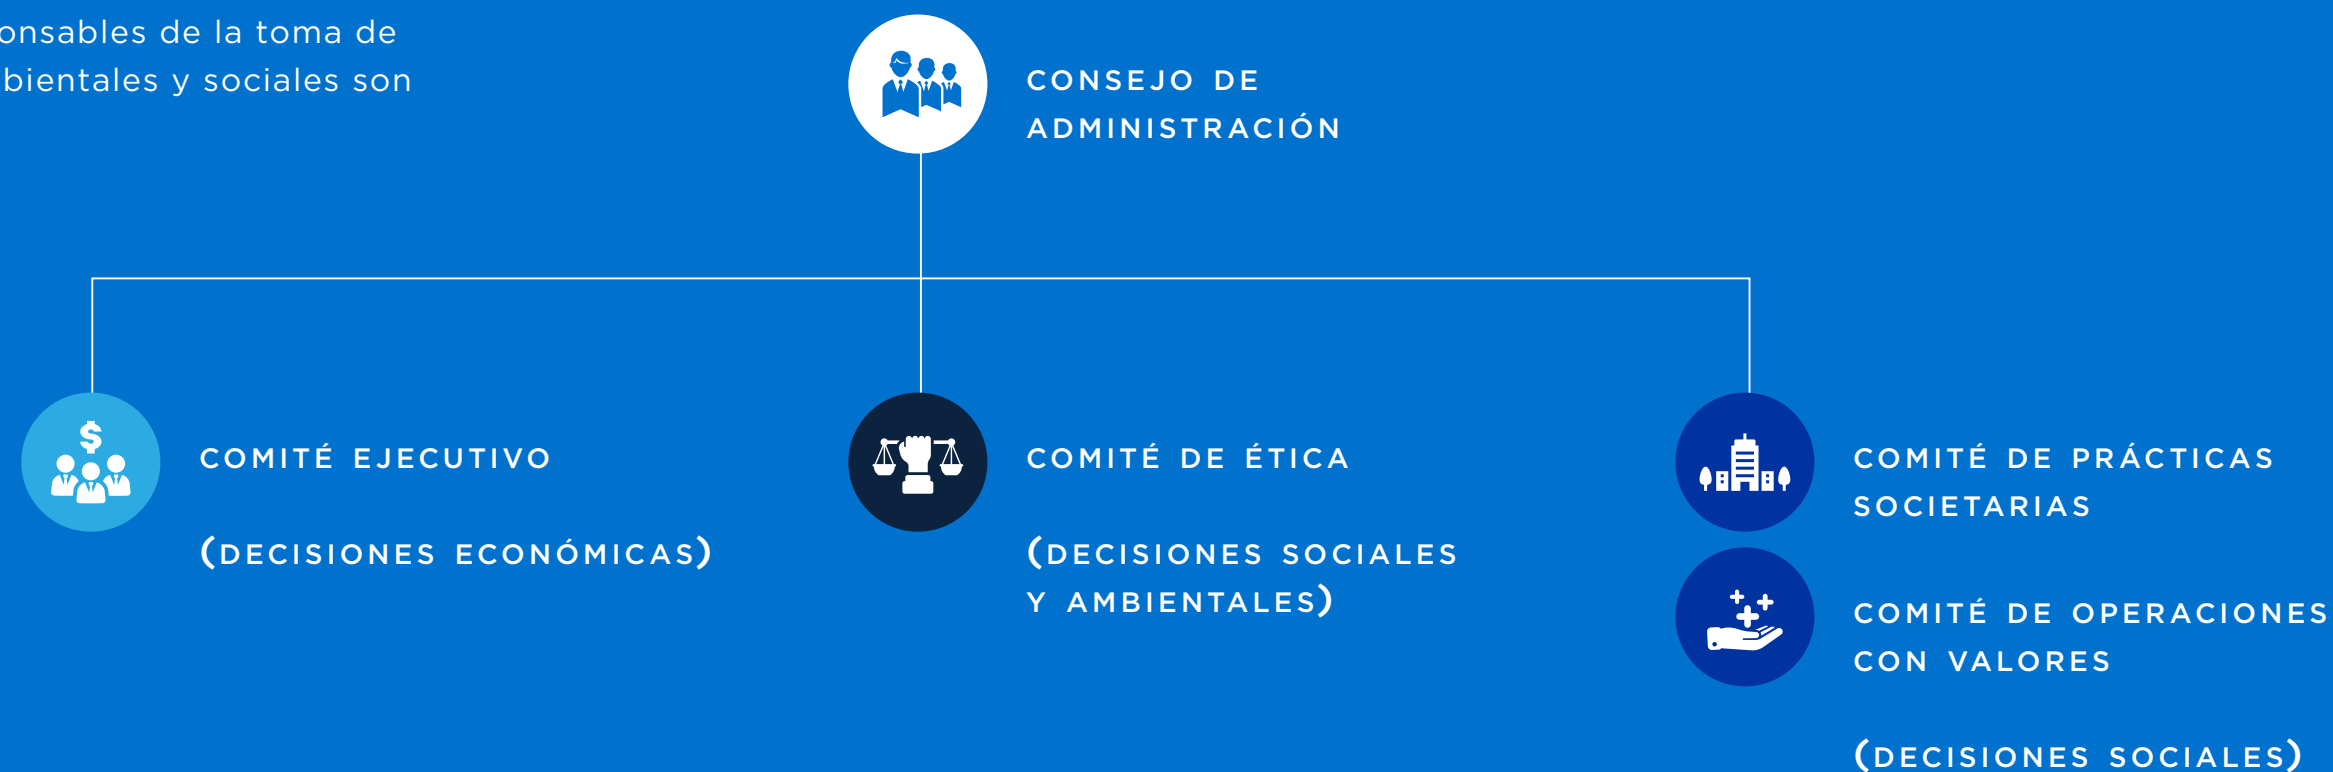 onsables de la toma de
bientales y sociales son
CONSEJO DE
ADMINISTRACIÓN
COMITÉ EJECUTIVO
(DECISIONES ECONÓMICAS)
COMITÉ DE ÉTICA
(DECISIONES SOCIALES
Y AMBIENTALES)
COMITÉ DE PRÁCTICAS
SOCIETARIAS
COMITÉ DE OPERACIONES
CON VALORES
(DECISIONES SOCIALES)